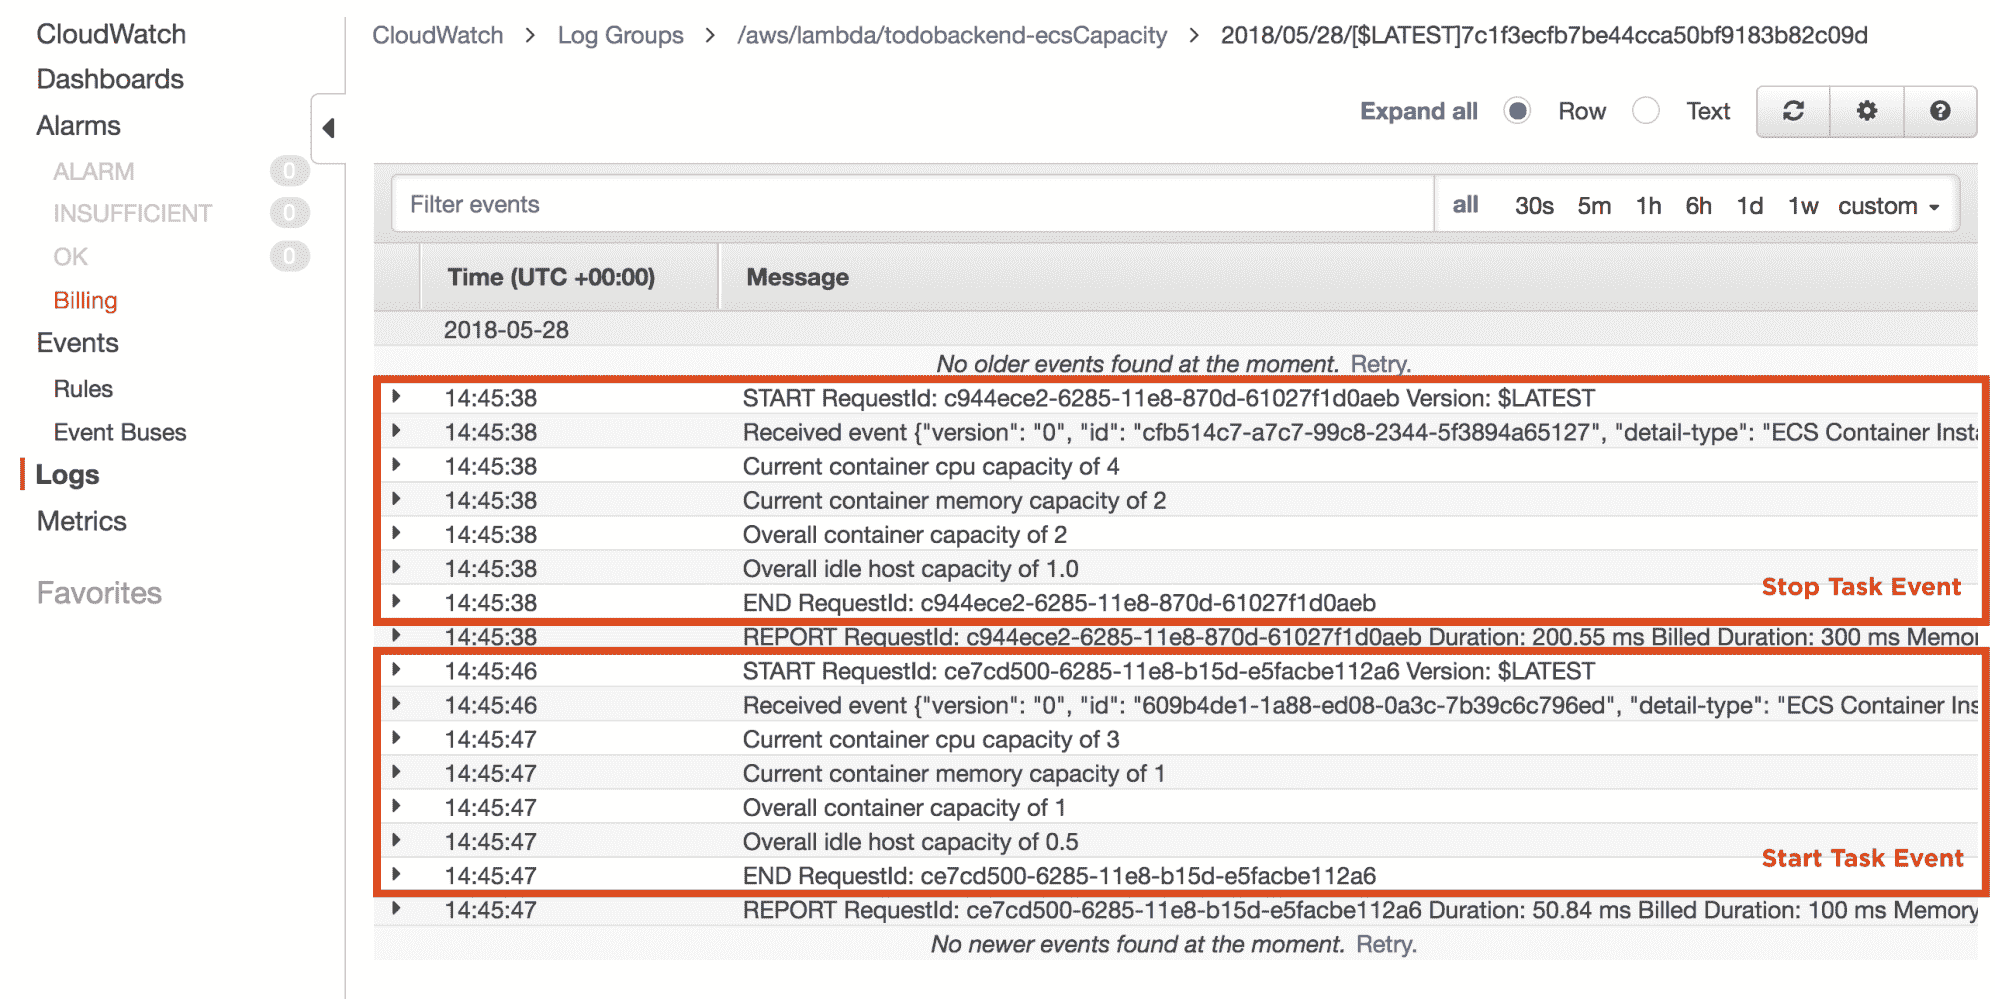 CloudWatch
Dashboards
Alarms
ALARM 0
INSUFFICIENT 0
OK 0
Billing
Events
Rules
Event Buses
Logs
Metrics
Favorites
CloudWatch > Log Groups > /aws/lambda/todobackend-ecsCapacity > 2018/05/28/[$LATEST]7c1f3ecfb7be44cca50bf9183b82c09d
Expand all Row Text
Filter events all 30s 5m 1h 6h 1d 1w custom
Time (UTC +00:00) Message
2018-05-28
No older events found at the moment. Retry.
14:45:38 START RequestId: c944ece2-6285-11e8-870d-61027f1d0aeb Version: $LATEST
14:45:38 Received event {"version": "0", "id": "cfb514c7-a7c7-99c8-2344-5f3894a65127", "detail-type": "ECS Container Insta
14:45:38 Current container cpu capacity of 4
14:45:38 Current container memory capacity of 2
14:45:38 Overall container capacity of 2
14:45:38 Overall idle host capacity of 1.0
Stop Task Event
14:45:38 END RequestId: c944ece2-6285-11e8-870d-61027f1d0aeb
14:45:38 REPORT RequestId: c944ece2-6285-11e8-870d-61027f1d0aeb Duration: 200.55 ms Billed Duration: 300 ms Memor
14:45:46 START RequestId: ce7cd500-6285-11e8-b15d-e5facbe112a6 Version: $LATEST
14:45:46 Received event {"version": "0", "id": "609b4de1-1a88-ed08-0a3c-7b39c6c796ed", "detail-type": "ECS Container Ins
14:45:47 Current container cpu capacity of 3
14:45:47 Current container memory capacity of 1
14:45:47 Overall container capacity of 1
14:45:47 Overall idle host capacity of 0.5
Start Task Event
14:45:47 END RequestId: ce7cd500-6285-11e8-b15d-e5facbe112a6
14:45:47 REPORT RequestId: ce7cd500-6285-11e8-b15d-e5facbe112a6 Duration: 50.84 ms Billed Duration: 100 ms Memory
No newer events found at the moment. Retry.